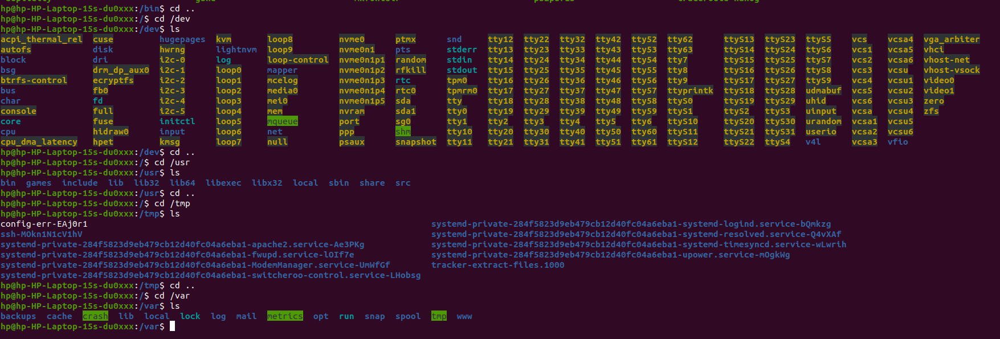 hp@hp-HP-Laptop-15s-du0xxx:/bin$ cd ..
hp@hp-HP-Laptop-15s-du0xxx:/$ cd /dev
hp@hp-HP-Laptop-15s-du0xxx:/dev$ ls
acpi_thermal_rel cuse hugepages kvm loop8 nvme0 ptmx snd tty12 tty22 tty32 tty42 tty52 tty62 ttyS13 ttyS23 ttyS5 vcs vcsa4 vga_arbiter
autofs disk hwrng lightnvm loop9 nvme0n1 pts stderr tty13 tty23 tty33 tty43 tty53 tty63 ttyS14 ttyS24 ttyS6 vcs1 vcsa5 vhci
block dri i2c-0 log loop-control nvme0n1p1 random stdin tty14 tty24 tty34 tty44 tty54 tty7 ttyS15 ttyS25 ttyS7 vcs2 vcsa6 vhost-net
bsg drm_dp_aux0 i2c-1 loop0 mapper nvme0n1p2 rfkill stdout tty15 tty25 tty35 tty45 tty55 tty8 ttyS16 ttyS26 ttyS8 vcs3 vcsu vhost-vsock
btrfs-control ecryptfs i2c-2 loop1 mcelog nvme0n1p3 rtc tpm0 tty16 tty26 tty36 tty46 tty56 tty9 ttyS17 ttyS27 ttyS9 vcs4 vcsu1 video0
bus fb0 i2c-3 loop2 media0 nvme0n1p4 rtc0 tpmrm0 tty17 tty27 tty37 tty47 tty57 ttyprintk ttyS18 ttyS28 udmabuf vcs5 vcsu2 video1
char fd i2c-4 loop3 mei0 nvme0n1p5 sda tty tty18 tty28 tty38 tty48 tty58 ttyS0 ttyS19 ttyS29 uhid vcs6 vcsu3 zero
console full i2c-5 loop4 mem nvram sda1 tty0 tty19 tty29 tty39 tty49 tty59 ttyS1 ttyS2 ttyS3 uinput vcsa vcsu4 zfs
core fuse initctl loop5 mqueue port sg0 tty1 tty2 tty3 tty4 tty5 tty6 ttyS10 ttyS20 ttyS30 urandom vcsa1 vcsu5
cpu hidraw0 input loop6 net ppp shm tty10 tty20 tty30 tty40 tty50 tty60 ttyS11 ttyS21 ttyS31 userio vcsa2 vcsu6
cpu_dma_latency hpet kmsg loop7 null psaux snapshot tty11 tty21 tty31 tty41 tty51 tty61 ttyS12 ttyS22 ttyS4 v4l vcsa3 vfio
hp@hp-HP-Laptop-15s-du0xxx:/dev$ cd ..
hp@hp-HP-Laptop-15s-du0xxx:/$ cd /usr
hp@hp-HP-Laptop-15s-du0xxx:/usr$ ls
bin games include lib lib32 lib64 libexec libx32 local sbin share src
hp@hp-HP-Laptop-15s-du0xxx:/usr$ cd ..
hp@hp-HP-Laptop-15s-du0xxx:/$ cd /tmp
hp@hp-HP-Laptop-15s-du0xxx:/tmp$ ls
config-err-EAj0r1 systemd-private-284f5823d9eb479cb12d40fc04a6eba1-systemd-logind.service-bQmkzg
ssh-MOkn1N1cV1hV systemd-private-284f5823d9eb479cb12d40fc04a6eba1-systemd-resolved.service-Q4vXAf
systemd-private-284f5823d9eb479cb12d40fc04a6eba1-apache2.service-Ae3PKg systemd-private-284f5823d9eb479cb12d40fc04a6eba1-systemd-timesyncd.service-wLwrih
systemd-private-284f5823d9eb479cb12d40fc04a6eba1-fwupd.service-lOIf7e systemd-private-284f5823d9eb479cb12d40fc04a6eba1-upower.service-mOgkWg
systemd-private-284f5823d9eb479cb12d40fc04a6eba1-ModemManager.service-UmWfGf tracker-extract-files.1000
systemd-private-284f5823d9eb479cb12d40fc04a6eba1-switcheroo-control.service-LHobsg
hp@hp-HP-Laptop-15s-du0xxx:/tmp$ cd ..
hp@hp-HP-Laptop-15s-du0xxx:/$ cd /var
hp@hp-HP-Laptop-15s-du0xxx:/var$ ls
backups cache crash lib local lock log mail metrics opt run snap spool tmp www
hp@hp-HP-Laptop-15s-du0xxx:/var$